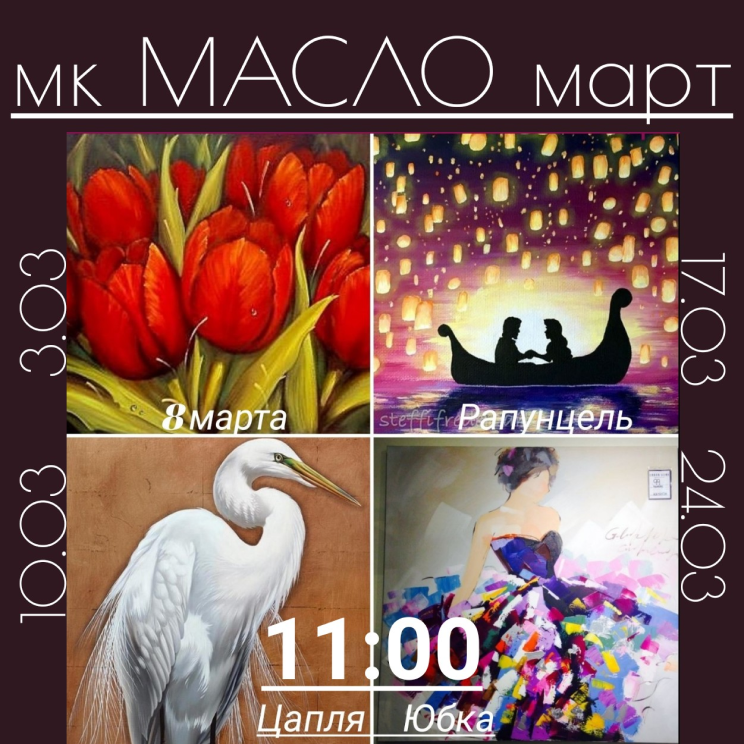 мк МАСЛО март
3.03
17.03
8 марта
Рапунцель
10.03
24.03
11:00
Цапля Юбка